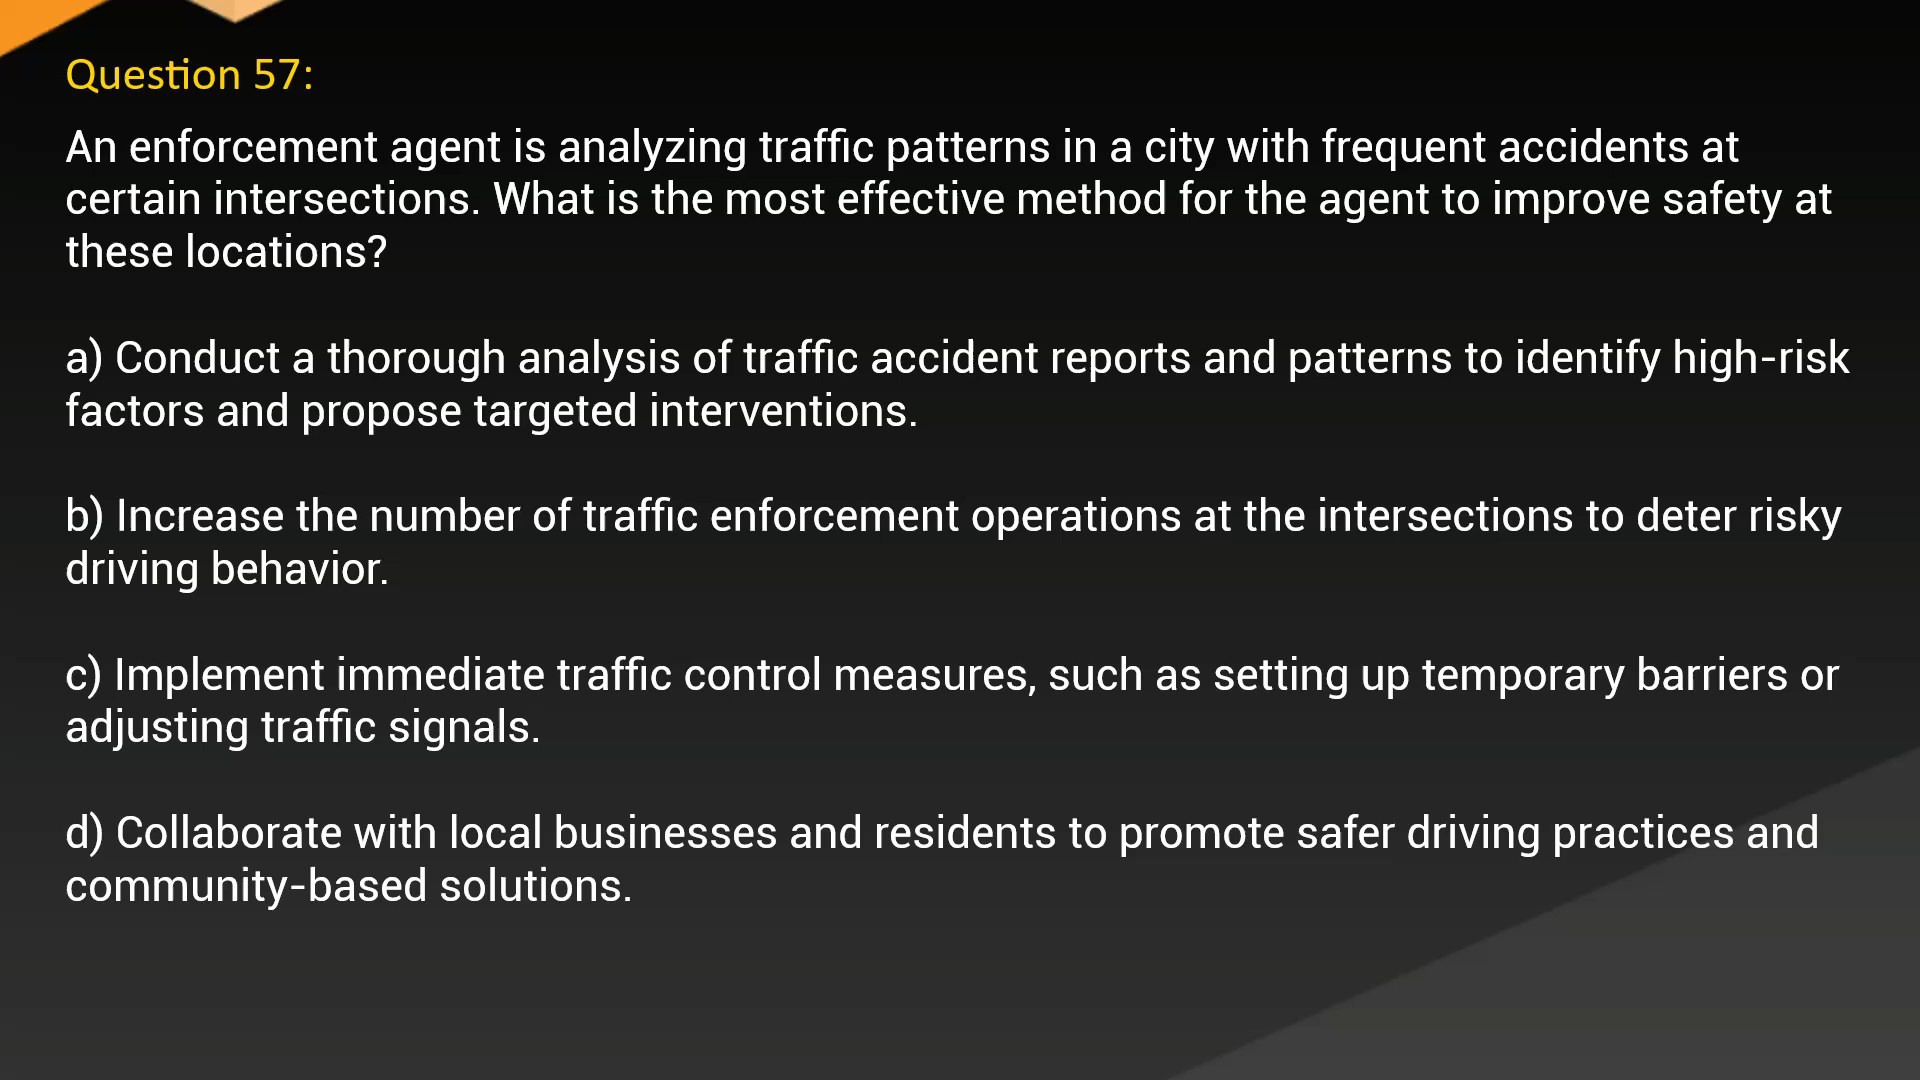 Question 57:
An enforcement agent is analyzing traffic patterns in a city with frequent accidents at
certain intersections. What is the most effective method for the agent to improve safety at
these locations?
a) Conduct a thorough analysis of traffic accident reports and patterns to identify high-risk
factors and propose targeted interventions.
b) Increase the number of traffic enforcement operations at the intersections to deter risky
driving behavior.
c) Implement immediate traffic control measures, such as setting up temporary barriers or
adjusting traffic signals.
d) Collaborate with local businesses and residents to promote safer driving practices and
community-based solutions.